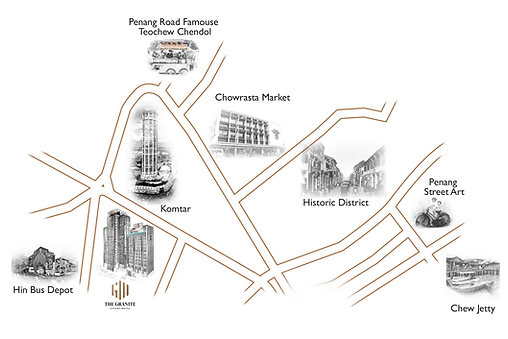 Penang Road Famouse
Teochew Chendol
Chowrasta Market
Penang
Street Art
Komtar
Historic District
Hin Bus Depot
THE GRANITE
Chew Jetty